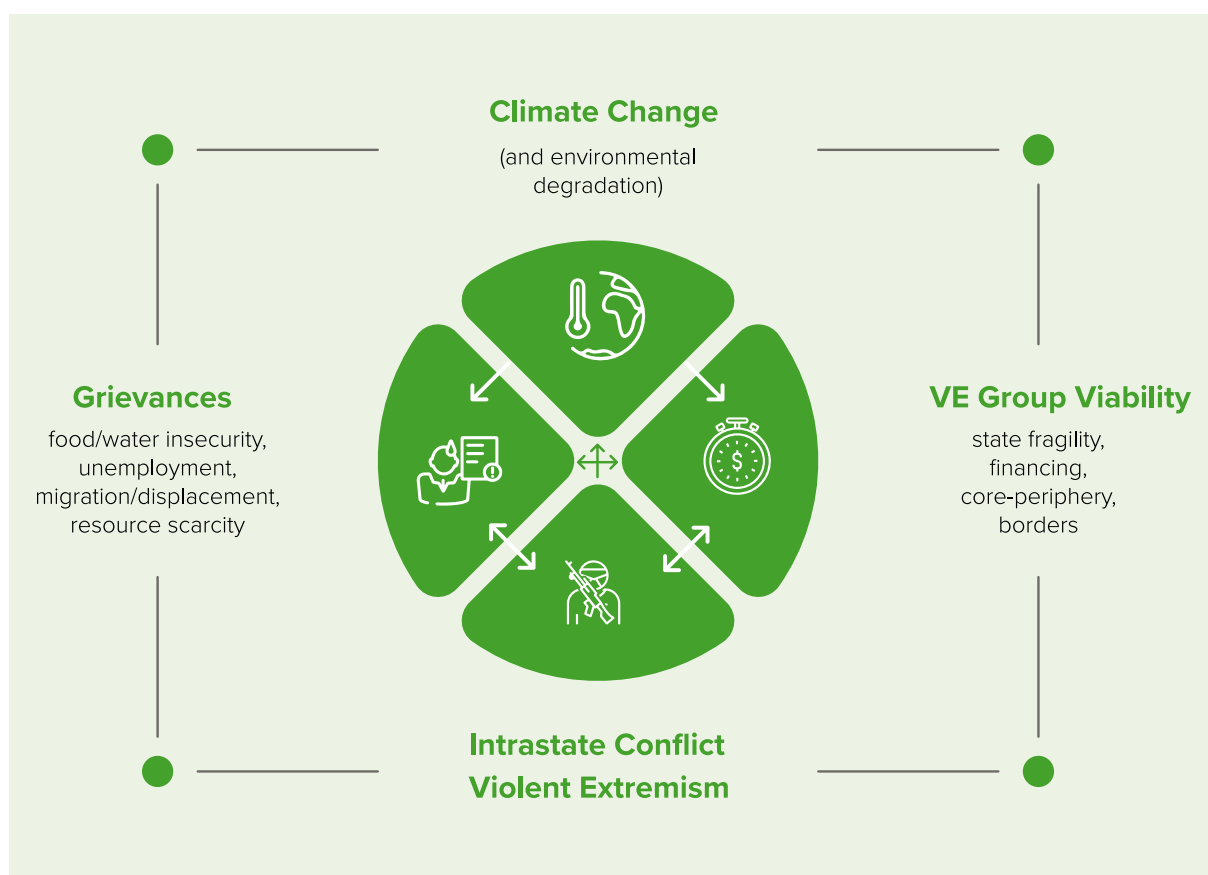 Climate Change
(and environmental
degradation)
Grievances
food/water insecurity,
unemployment,
migration/displacement,
resource scarcity
$
VE Group Viability
state fragility,
financing,
core-periphery,
borders
Intrastate Conflict
Violent Extremism